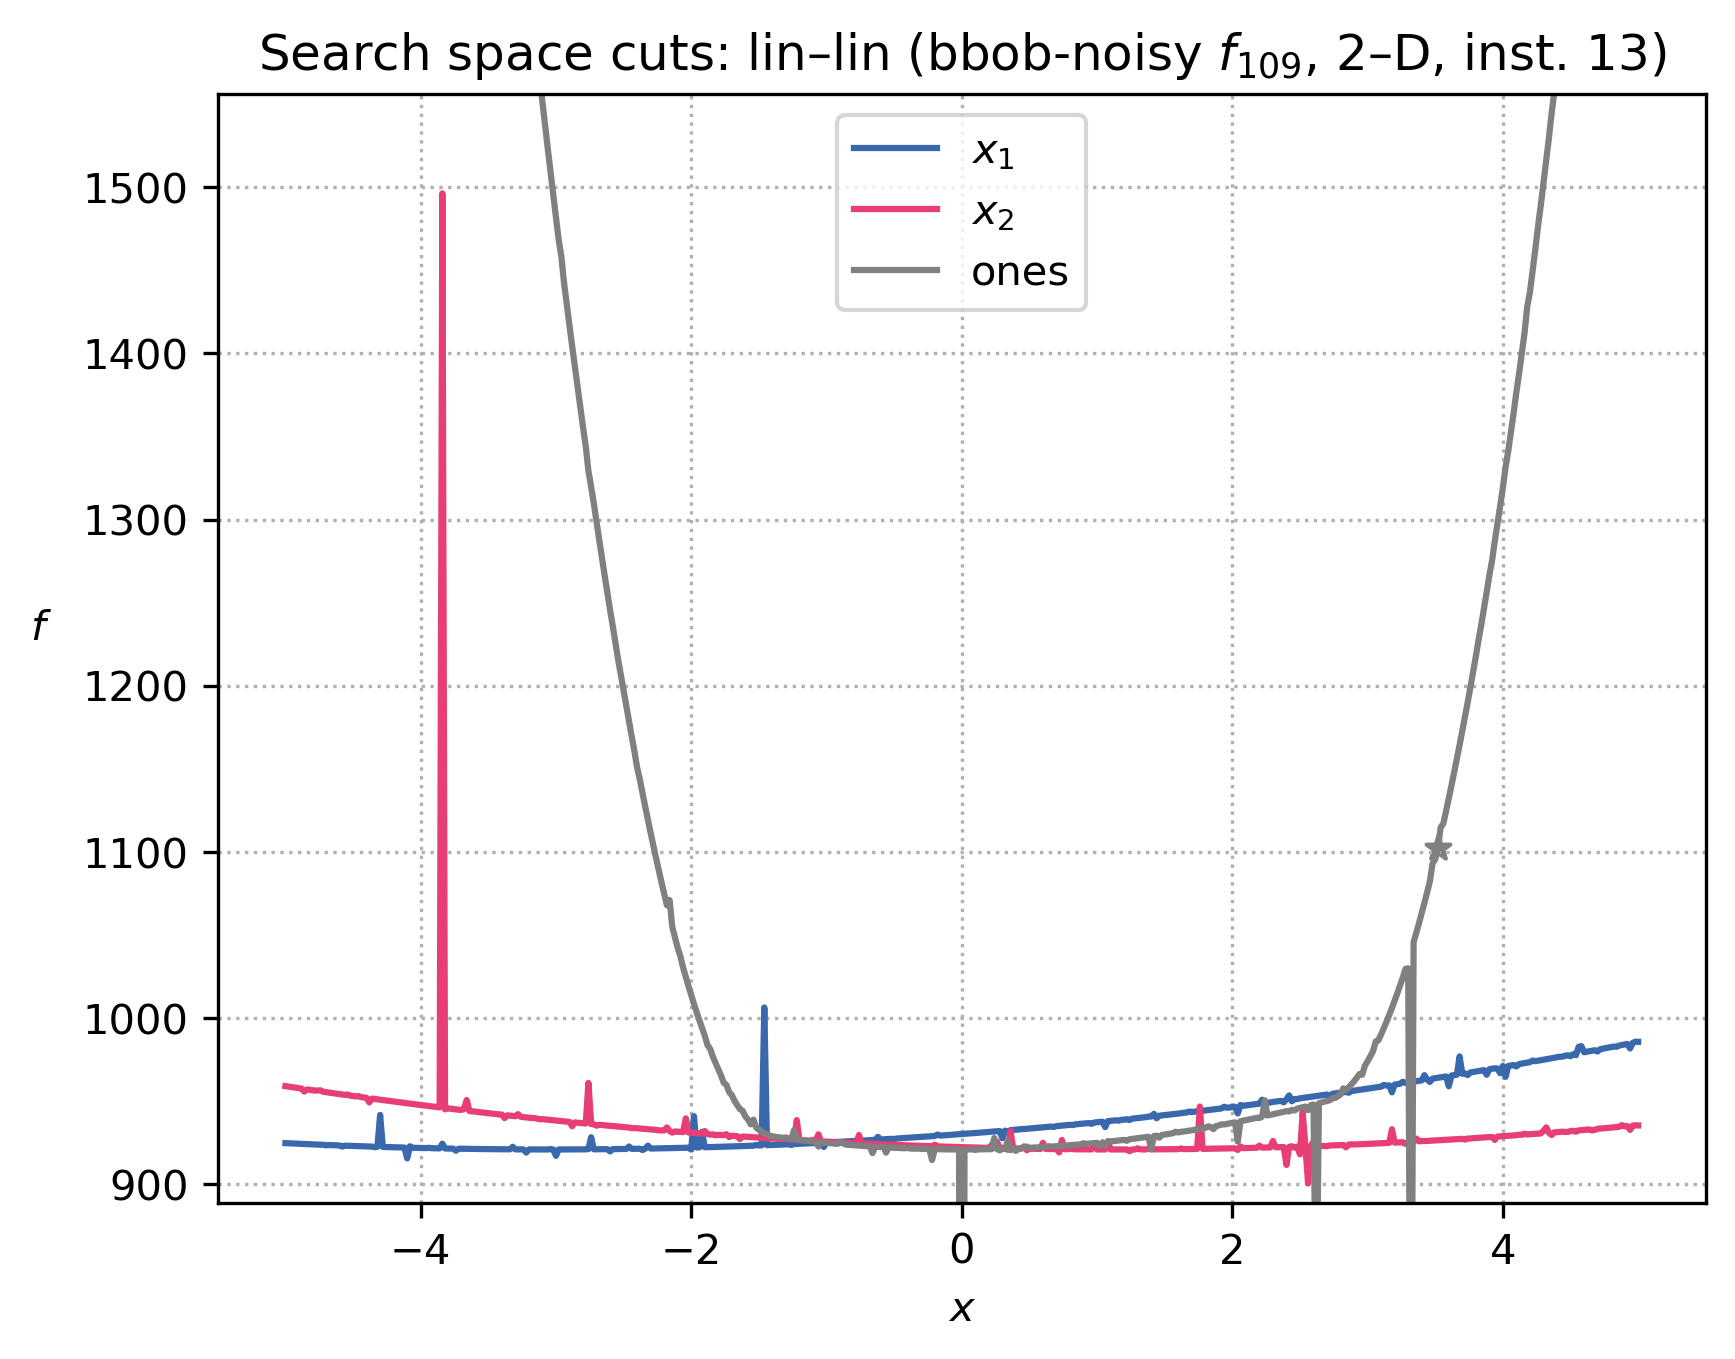 Search space cuts: lin–lin (bbob-noisy f₁₀₉, 2–D, inst. 13)
x₁
x₂
ones
1500
1400
1300
1200
f
1100
1000
900
−4 −2 0 2 4
x